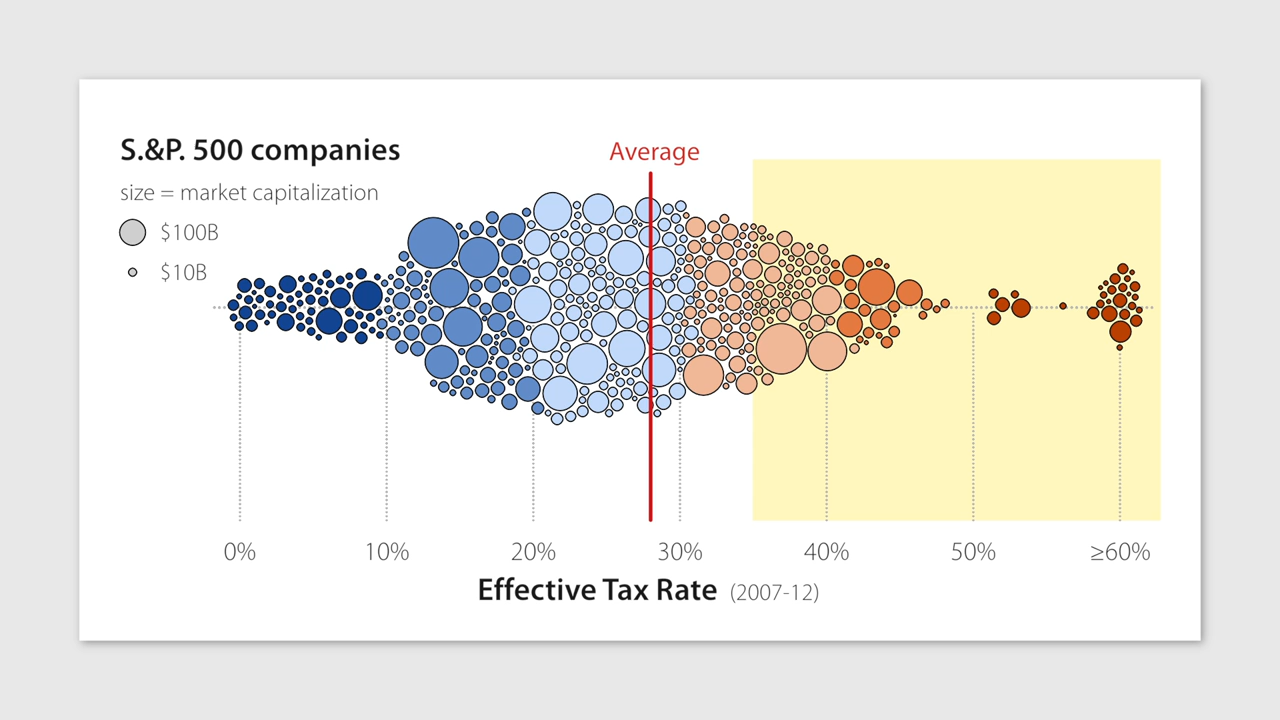 S.&P. 500 companies
size = market capitalization
$100B
$10B
Average
0%
10%
20%
30%
40%
50%
≥60%
Effective Tax Rate (2007-12)